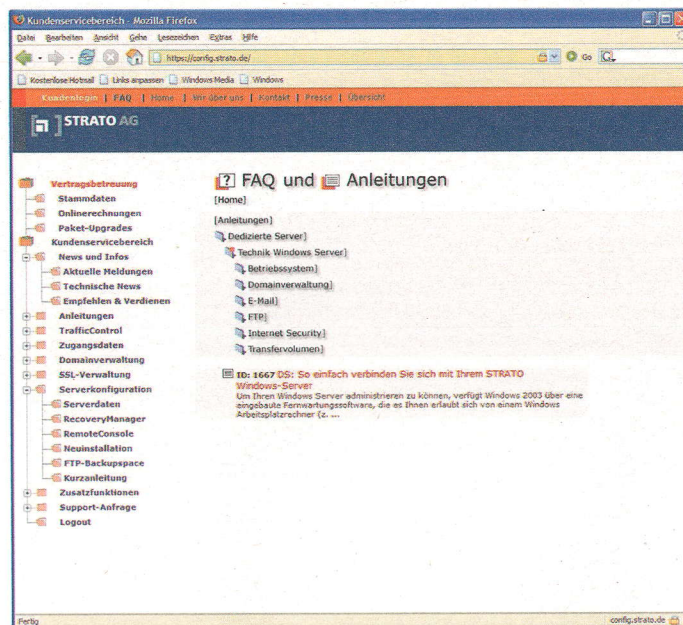 Kundenservicebereich - Mozilla Firefox
Datei Bearbeiten Ansicht Gehe Lesezeichen Extras Hilfe
https://config.strato.de/ Go
Kostenlose Hotmail Links anpassen Windows Media Windows
Kundenlogin | FAQ | Home | Wir über uns | Kontakt | Presse | Übersicht
STRATO AG
Vertragsbetreuung
Stammdaten
Onlinerechnungen
Paket-Upgrades
Kundenservicebereich
News und Infos
Aktuelle Meldungen
Technische News
Empfehlen & Verdienen
Anleitungen
TrafficControl
Zugangsdaten
Domainverwaltung
SSL-Verwaltung
Serverkonfiguration
Serverdaten
RecoveryManager
RemoteConsole
Neuinstallation
FTP-Backupspace
Kurzanleitung
Zusatzfunktionen
Support-Anfrage
Logout
FAQ und Anleitungen
[Home]
[Anleitungen]
Dedizierte Server]
Technik Windows Server]
Betriebssystem]
Domainverwaltung]
E-Mail]
FTP]
Internet Security]
Transfervolumen]
ID: 1667 DS: So einfach verbinden Sie sich mit Ihrem STRATO
Windows-Server
Um Ihren Windows Server administrieren zu können, verfügt Windows 2003 über eine
eingebaute Fernwartungssoftware, die es Ihnen erlaubt sich von einem Windows
Arbeitsplatzrechner (z. ...
Fertig
config.strato.de